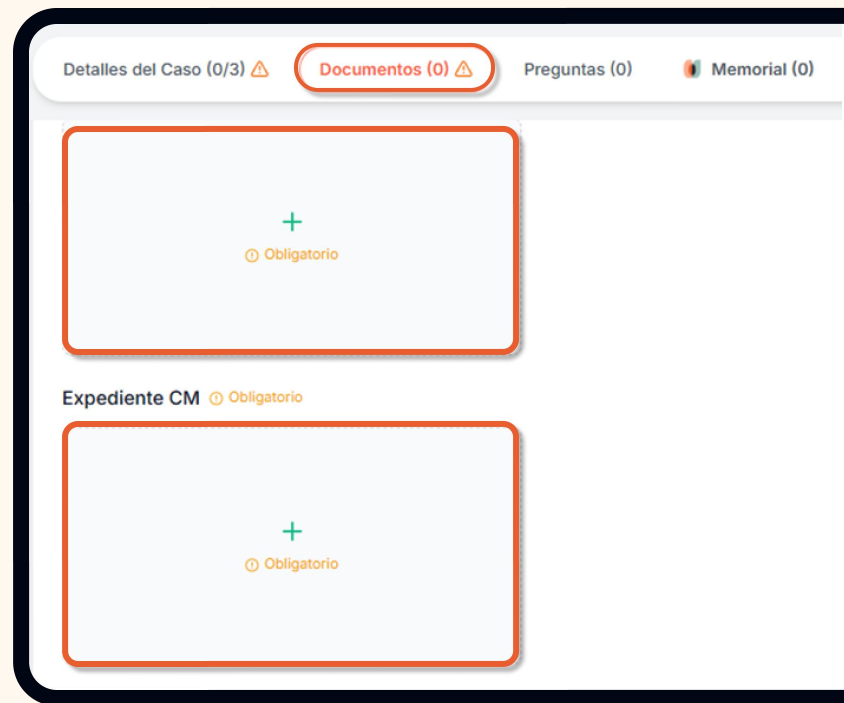 Detalles del Caso (0/3)
Documentos (0)
Preguntas (0)
Memorial (0)
Obligatorio
Expediente CM Obligatorio
Obligatorio